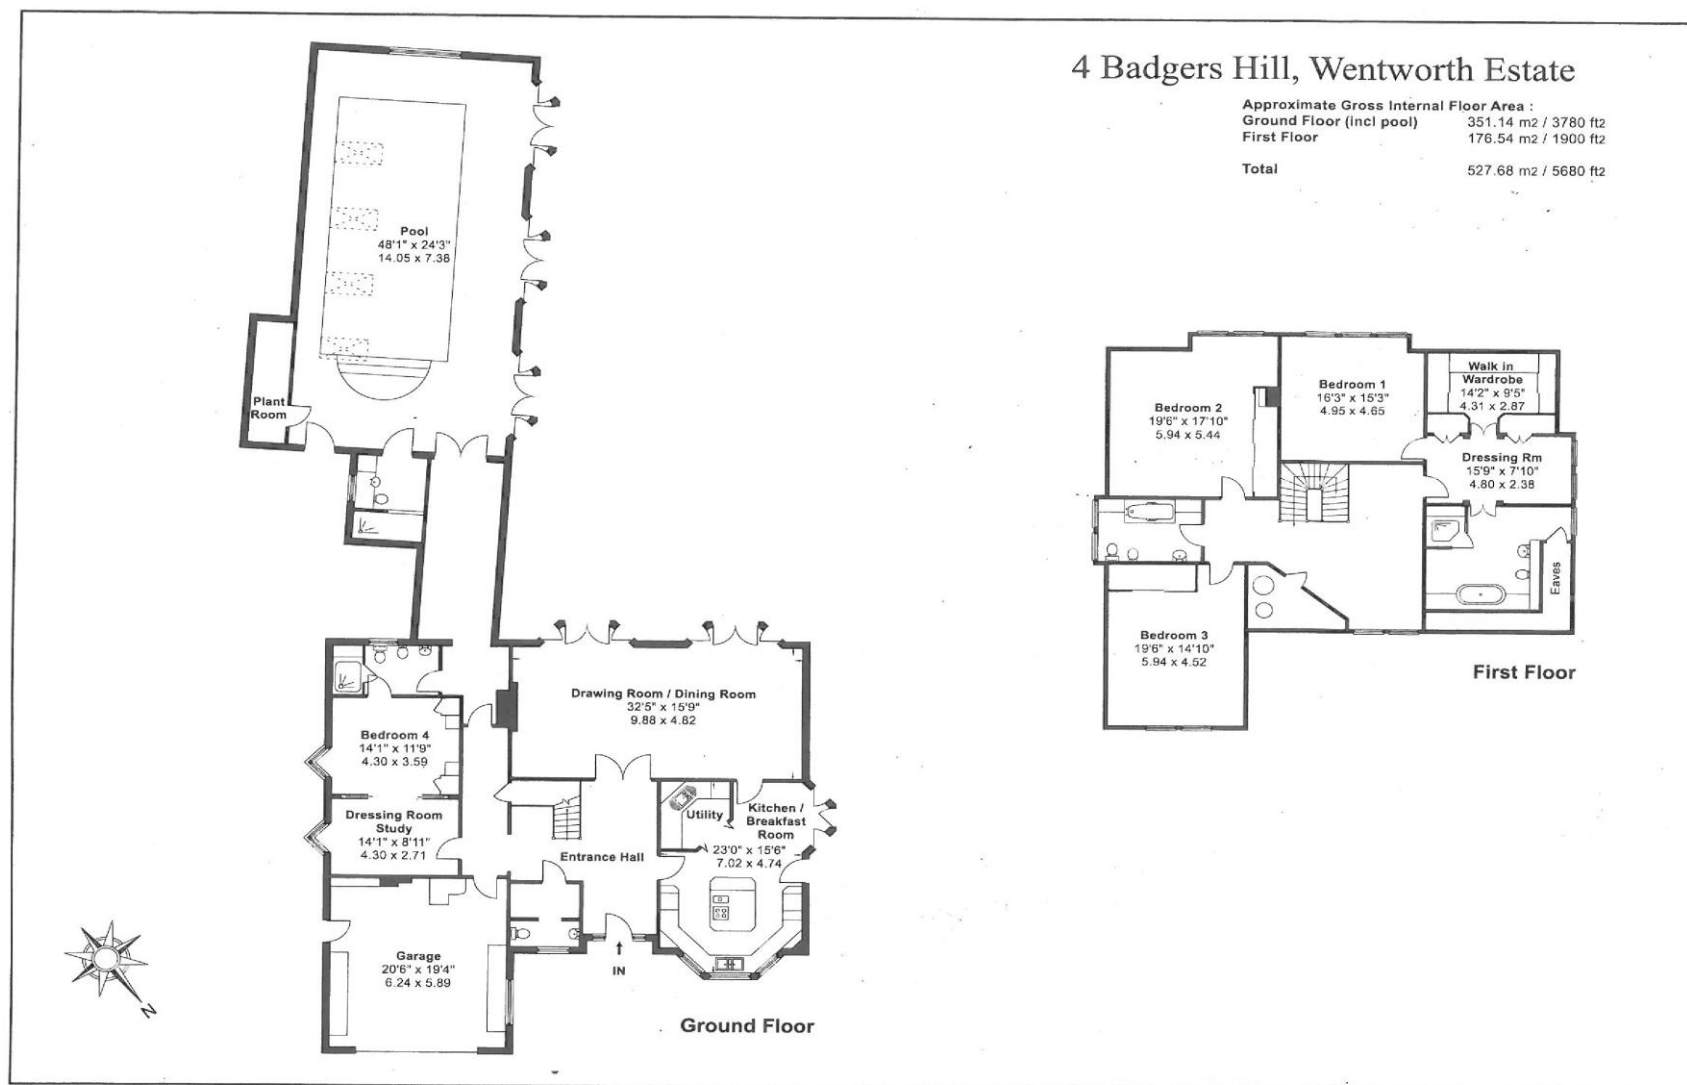 4 Badgers Hill, Wentworth Estate
Approximate Gross Internal Floor Area :
Ground Floor (incl pool) 351.14 m2 / 3780 ft2
First Floor 176.54 m2 / 1900 ft2
Total 527.68 m2 / 5680 ft2
Pool
48'1" x 24'3"
14.05 x 7.38
Plant
Room
Drawing Room / Dining Room
32'5" x 15'9"
9.88 x 4.82
Bedroom 4
14'1" x 11'9"
4.30 x 3.59
Dressing Room
Study
14'1" x 8'11"
4.30 x 2.71
Utility
Kitchen /
Breakfast
Room
23'0" x 15'6"
7.02 x 4.74
Entrance Hall
Garage
20'6" x 19'4"
6.24 x 5.89
IN
N
Ground Floor
Bedroom 2
19'6" x 17'10"
5.94 x 5.44
Bedroom 1
16'3" x 15'3"
4.95 x 4.65
Walk in
Wardrobe
14'2" x 9'5"
4.31 x 2.87
Dressing Rm
15'9" x 7'10"
4.80 x 2.38
Eaves
Bedroom 3
19'6" x 14'10"
5.94 x 4.52
First Floor